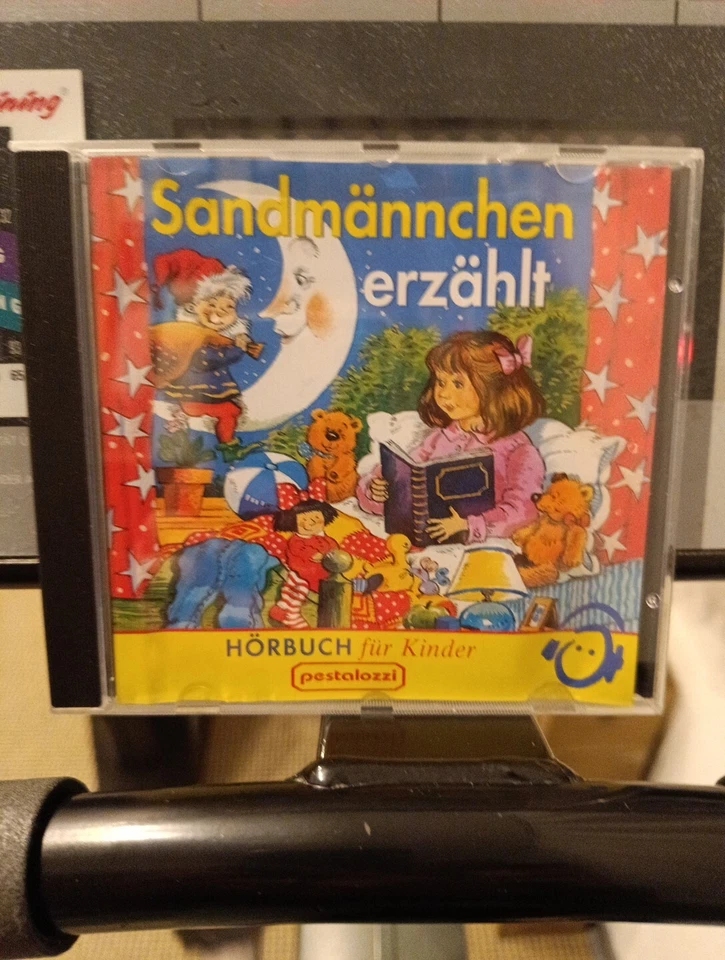 Sandmännchen
erzählt
HÖRBUCH für Kinder
pestalozzi